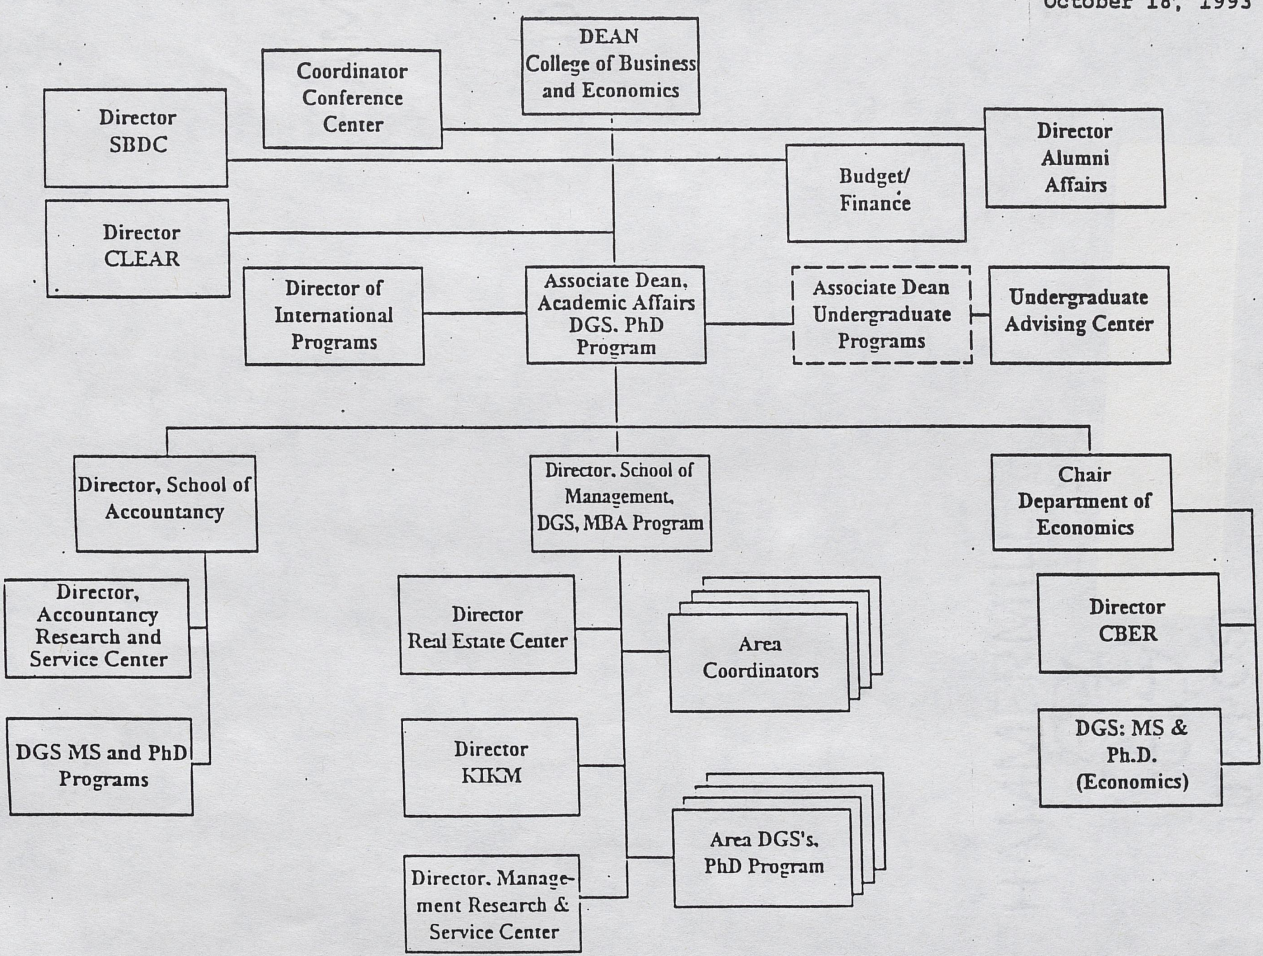 October 18, 1993
DEAN
College of Business
and Economics
Coordinator
Conference
Center
Director
SBDC
Director
Alumni
Affairs
Budget/
Finance
Director
CLEAR
Director of
International
Programs
Associate Dean,
Academic Affairs
DGS. PhD
Program
Associate Dean
Undergraduate
Programs
Undergraduate
Advising Center
Director, School of
Accountancy
Director. School of
Management,
DGS, MBA Program
Chair
Department of
Economics
Director,
Accountancy
Research and
Service Center
DGS MS and PhD
Programs
Director
Real Estate Center
Area
Coordinators
Director
KIKM
Area DGS's,
PhD Program
Director. Manage-
ment Research &
Service Center
Director
CBER
DGS: MS &
Ph.D.
(Economics)